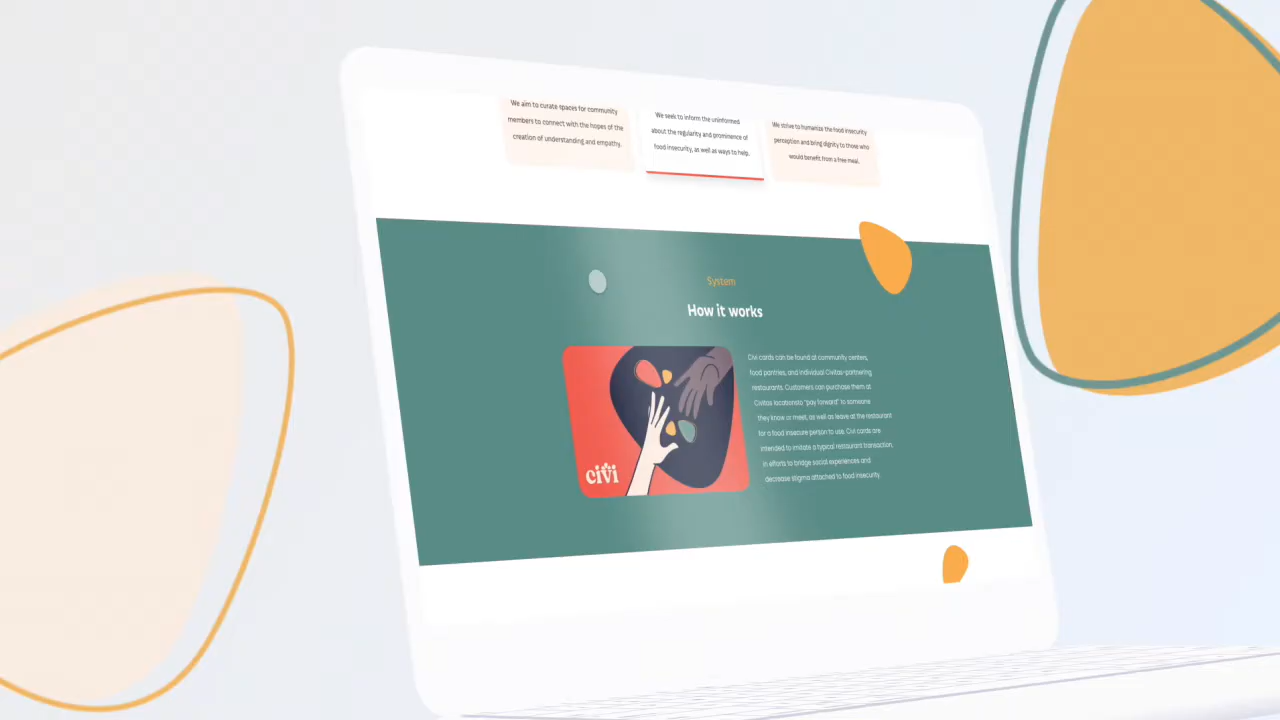 We aim to curate spaces for community
members to connect with the hopes of the
creation of understanding and empathy.
We seek to inform the uninformed
about the regularity and prominence of
food insecurity, as well as ways to help.
We strive to humanize the food insecurity
perception and bring dignity to those who
would benefit from a free meal.
System
How it works
civi
Civi cards can be found at community centers,
food pantries, and individual Civitas-partnering
restaurants. Customers can purchase them at
Civitas locationsto "pay forward" to someone
they know or meet, as well as leave at the restaurant
for a food insecure person to use. Civi cards are
intended to imitate a typical restaurant transaction,
in efforts to bridge social experiences and
decrease stigma attached to food insecurity.